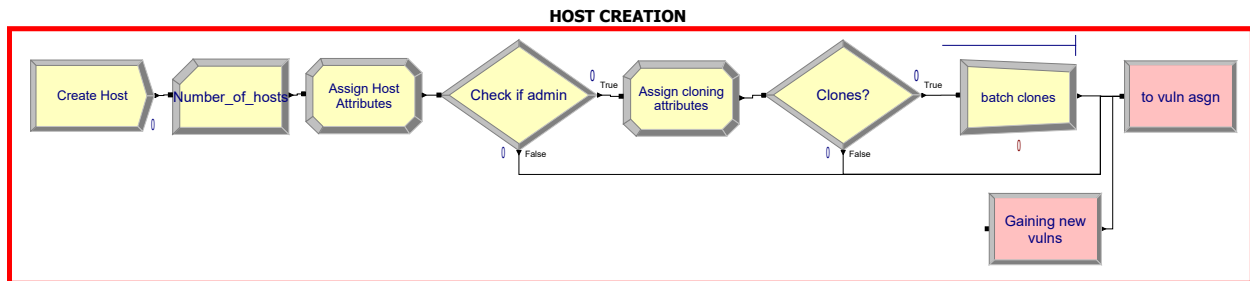 HOST CREATION
Create Host
0
Number_of_hosts
Assign Host
Attributes
Check if admin
0
True
0
False
Assign cloning
attributes
Clones?
0
True
0
False
batch clones
0
to vuln asgn
Gaining new
vulns